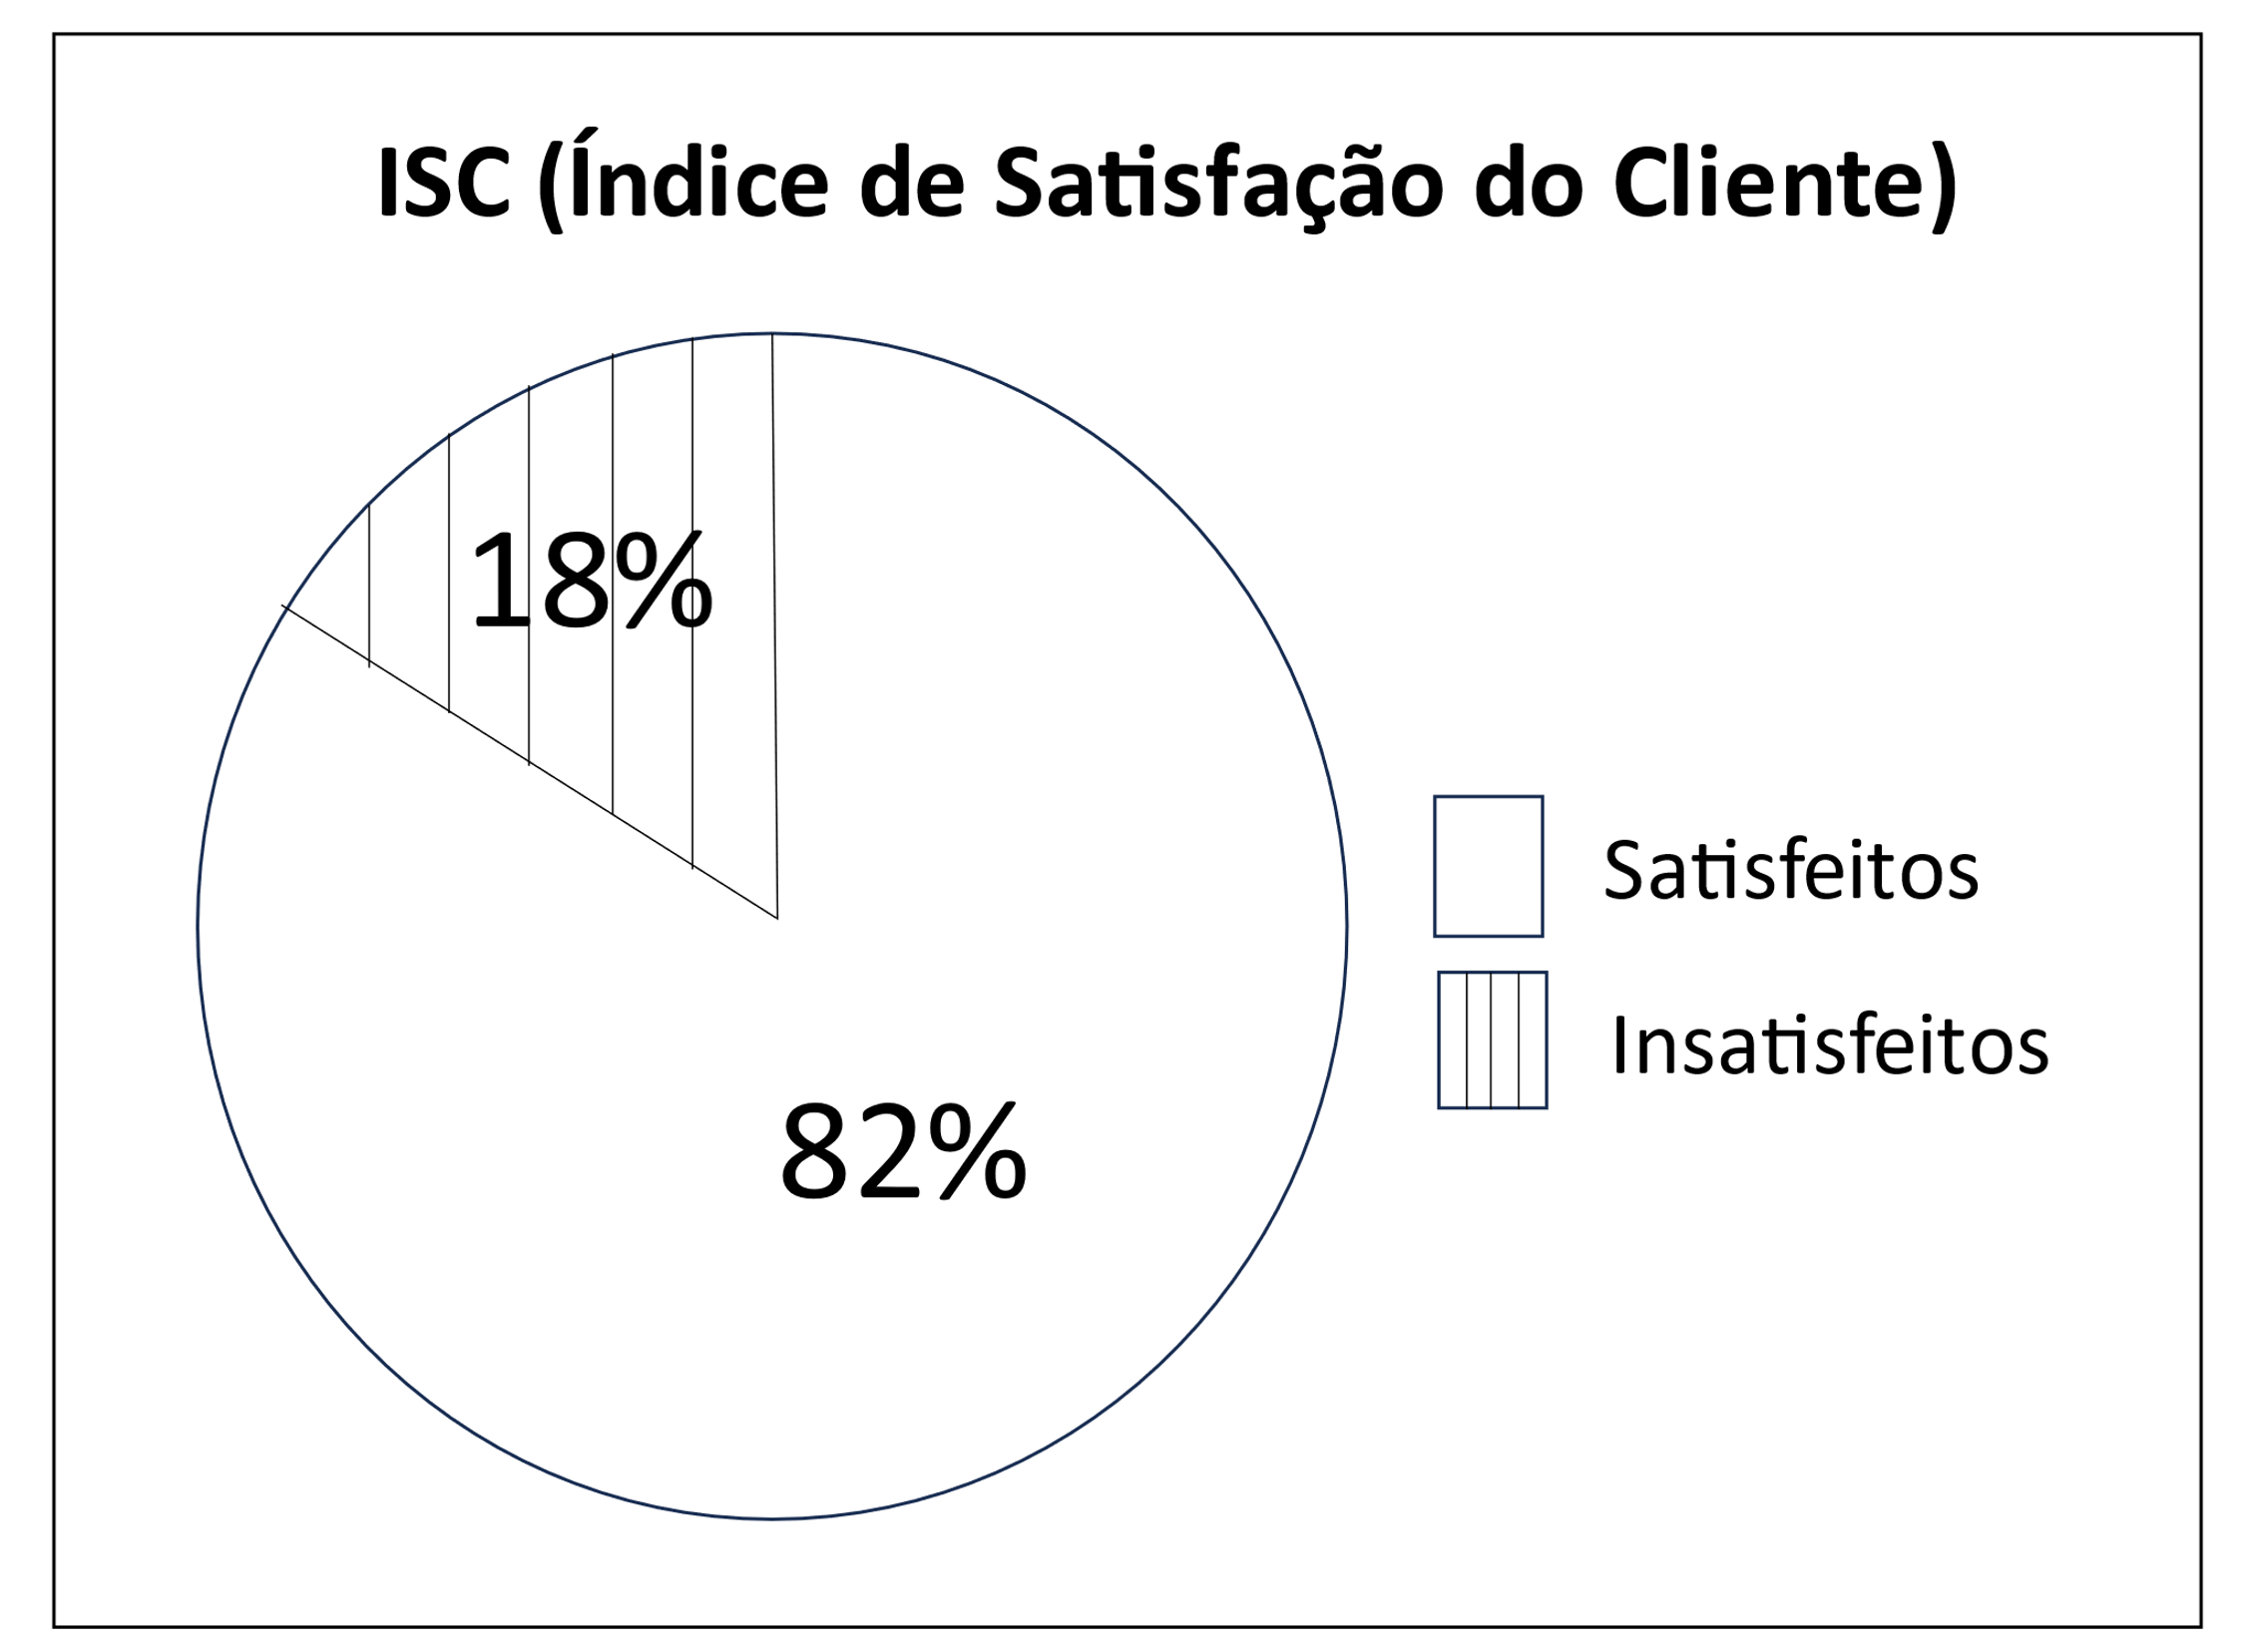 ISC (Índice de Satisfação do Cliente)
18%
82%
Satisfeitos
Insatisfeitos